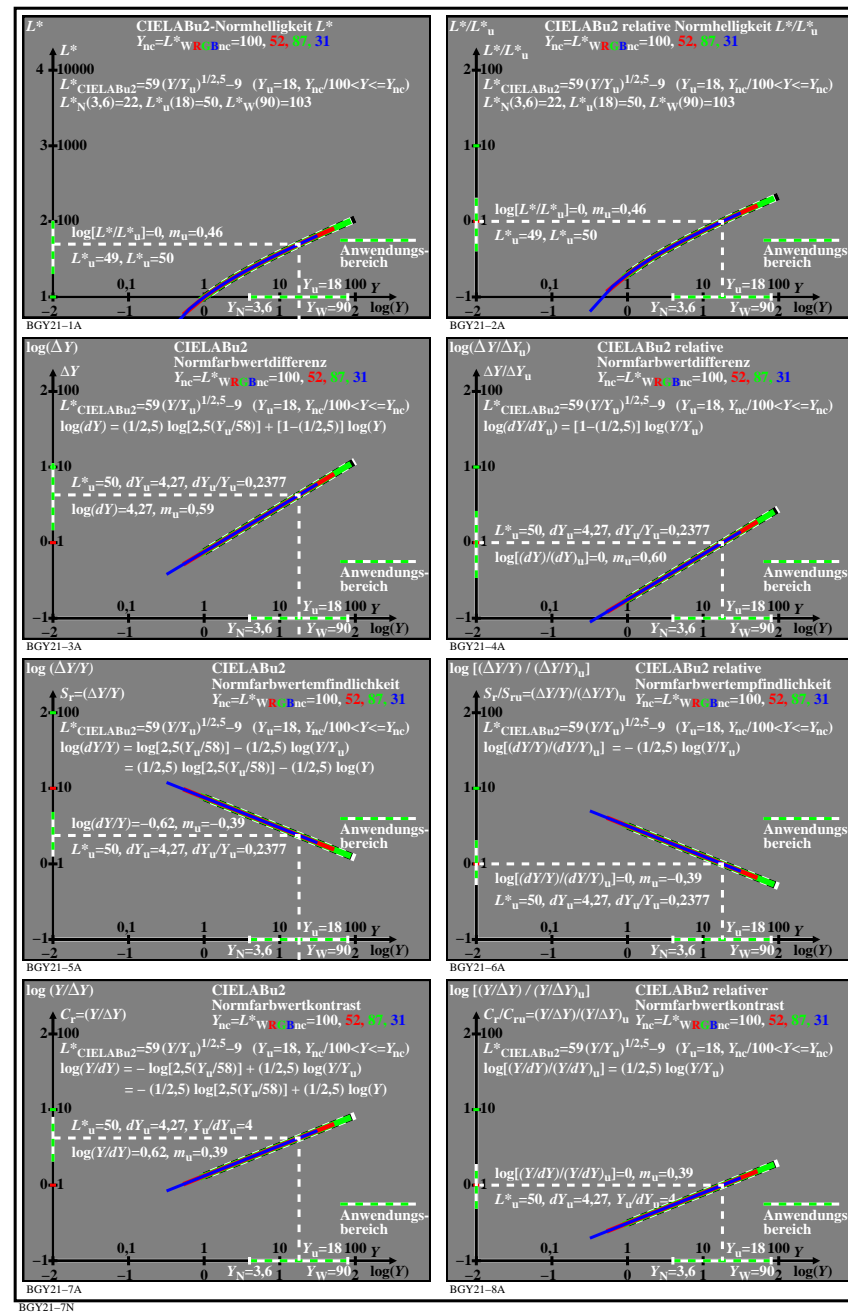 L* CIELABu2-Normhelligkeit L*
L* Ync=L*WRGBnc=100, 52, 87, 31
4 10000
L*CIELABu2=59(Y/Yu)1/2,5−9 (Yu=18, Ync/100<Y<=Ync)
L*N(3,6)=22, L*u(18)=50, L*W(90)=103
3 1000
2 100
log[L*/L*u]=0, mu=0,46
L*u=49, L*u=50
Anwendungs-
bereich
Yu=18
1 0,1 1 10 100 Y
−2 −1 0 YN=3,6 1 YW=90 2 log(Y)
BGY21−1A
L*/L*u CIELABu2 relative Normhelligkeit L*/L*u
L*/L*u Ync=L*WRGBnc=100, 52, 87, 31
2 100
L*CIELABu2=59(Y/Yu)1/2,5−9 (Yu=18, Ync/100<Y<=Ync)
L*N(3,6)=22, L*u(18)=50, L*W(90)=103
1 10
log[L*/L*u]=0, mu=0,46
0 1
L*u=49, L*u=50
Anwendungs-
bereich
Yu=18
−1 0,1 1 10 100 Y
−2 −1 0 YN=3,6 1 YW=90 2 log(Y)
BGY21−2A
log(ΔY) CIELABu2
Normfarbwertdifferenz
ΔY Ync=L*WRGBnc=100, 52, 87, 31
2 100
L*CIELABu2=59(Y/Yu)1/2,5−9 (Yu=18, Ync/100<Y<=Ync)
log(dY) = (1/2,5) log[2,5(Yu/58)] + [1−(1/2,5)] log(Y)
1 10
L*u=50, dYu=4,27, dYu/Yu=0,2377
log(dY)=4,27, mu=0,59
0 1
Anwendungs-
bereich
Yu=18
−1 0,1 1 10 100 Y
−2 −1 0 YN=3,6 1 YW=90 2 log(Y)
BGY21−3A
log(ΔY/ΔYu) CIELABu2 relative
Normfarbwertdifferenz
ΔY/ΔYu Ync=L*WRGBnc=100, 52, 87, 31
2 100
L*CIELABu2=59(Y/Yu)1/2,5−9 (Yu=18, Ync/100<Y<=Ync)
log(dY/dYu) = [1−(1/2,5)] log(Y/Yu)
1 10
L*u=50, dYu=4,27, dYu/Yu=0,2377
0 1
log[(dY)/(dY)u]=0, mu=0,60
Anwendungs-
bereich
Yu=18
−1 0,1 1 10 100 Y
−2 −1 0 YN=3,6 1 YW=90 2 log(Y)
BGY21−4A
log (ΔY/Y) CIELABu2
Normfarbwertemfindlichkeit
Sr=(ΔY/Y) Ync=L*WRGBnc=100, 52, 87, 31
2 100
L*CIELABu2=59(Y/Yu)1/2,5−9 (Yu=18, Ync/100<Y<=Ync)
log(dY/Y) = log[2,5(Yu/58)] − (1/2,5) log(Y/Yu)
= (1/2,5) log[2,5(Yu/58)] − (1/2,5) log(Y)
1 10
log(dY/Y)=−0,62, mu=−0,39
L*u=50, dYu=4,27, dYu/Yu=0,2377
Anwendungs-
bereich
0 1
Yu=18
−1 0,1 1 10 100 Y
−2 −1 0 YN=3,6 1 YW=90 2 log(Y)
BGY21−5A
log [(ΔY/Y) / (ΔY/Y)u] CIELABu2 relative
Normfarbwertempfindlichkeit
Sr/Sru=(ΔY/Y)/(ΔY/Y)u Ync=L*WRGBnc=100, 52, 87, 31
2 100
L*CIELABu2=59(Y/Yu)1/2,5−9 (Yu=18, Ync/100<Y<=Ync)
log[(dY/Y)/(dY/Y)u] = − (1/2,5) log(Y/Yu)
1 10
Anwendungs-
bereich
0 1
log[(dY/Y)/(dY/Y)u]=0, mu=−0,39
L*u=50, dYu=4,27, dYu/Yu=0,2377
Yu=18
−1 0,1 1 10 100 Y
−2 −1 0 YN=3,6 1 YW=90 2 log(Y)
BGY21−6A
log (Y/ΔY) CIELABu2
Normfarbwertkontrast
Cr=(Y/ΔY) Ync=L*WRGBnc=100, 52, 87, 31
2 100
L*CIELABu2=59(Y/Yu)1/2,5−9 (Yu=18, Ync/100<Y<=Ync)
log(Y/dY) = − log[2,5(Yu/58)] + (1/2,5) log(Y/Yu)
= − (1/2,5) log[2,5(Yu/58)] + (1/2,5) log(Y)
1 10
L*u=50, dYu=4,27, Yu/dYu=4
log(Y/dY)=0,62, mu=0,39
0 1
Anwendungs-
bereich
Yu=18
−1 0,1 1 10 100 Y
−2 −1 0 YN=3,6 1 YW=90 2 log(Y)
BGY21−7A
log [(Y/ΔY) / (Y/ΔY)u] CIELABu2 relativer
Normfarbwertkontrast
Cr/Cru=(Y/ΔY)/(Y/ΔY)u Ync=L*WRGBnc=100, 52, 87, 31
2 100
L*CIELABu2=59(Y/Yu)1/2,5−9 (Yu=18, Ync/100<Y<=Ync)
log[(Y/dY)/(Y/dY)u] = (1/2,5) log(Y/Yu)
1 10
log[(Y/dY)/(Y/dY)u]=0, mu=0,39
0 1
L*u=50, dYu=4,27, Yu/dYu=4
Anwendungs-
bereich
Yu=18
−1 0,1 1 10 100 Y
−2 −1 0 YN=3,6 1 YW=90 2 log(Y)
BGY21−8A
BGY21−7N